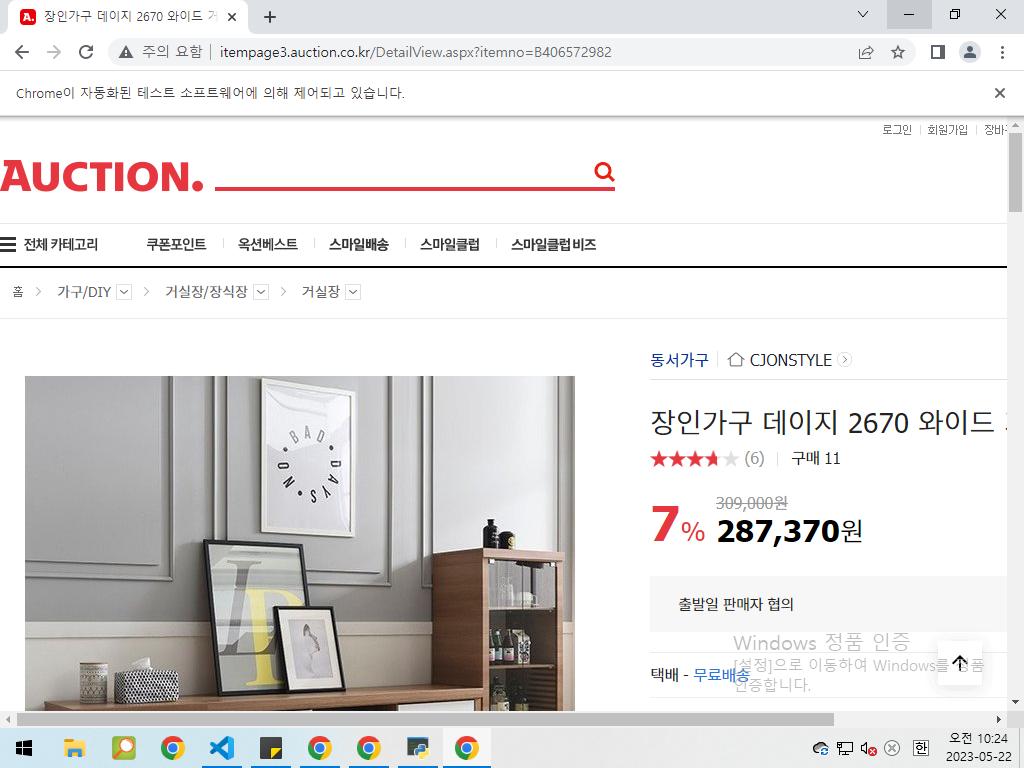 장인가구 데이지 2670 와이드
주의 요함
itempage3.auction.co.kr/DetailView.aspx?itemno=B406572982
Chrome이 자동화된 테스트 소프트웨어에 의해 제어되고 있습니다.
로그인 회원가입
AUCTION.
전체 카테고리 쿠폰포인트 옥션베스트 스마일배송 스마일클럽 스마일클럽 비즈
홈 가구/DIY 거실장/장식장 거실장
동서가구 CJONSTYLE
장인가구 데이지 2670 와이드
(6) 구매 11
309,000원
7% 287,370원
출발일 판매자 협의
택배 - 무료배송
Windows 정품 인증
[설정]으로 이동하여 Windows를 정품
인증합니다.
BAD DAYS NO
LP
한
오전 10:24
2023-05-22